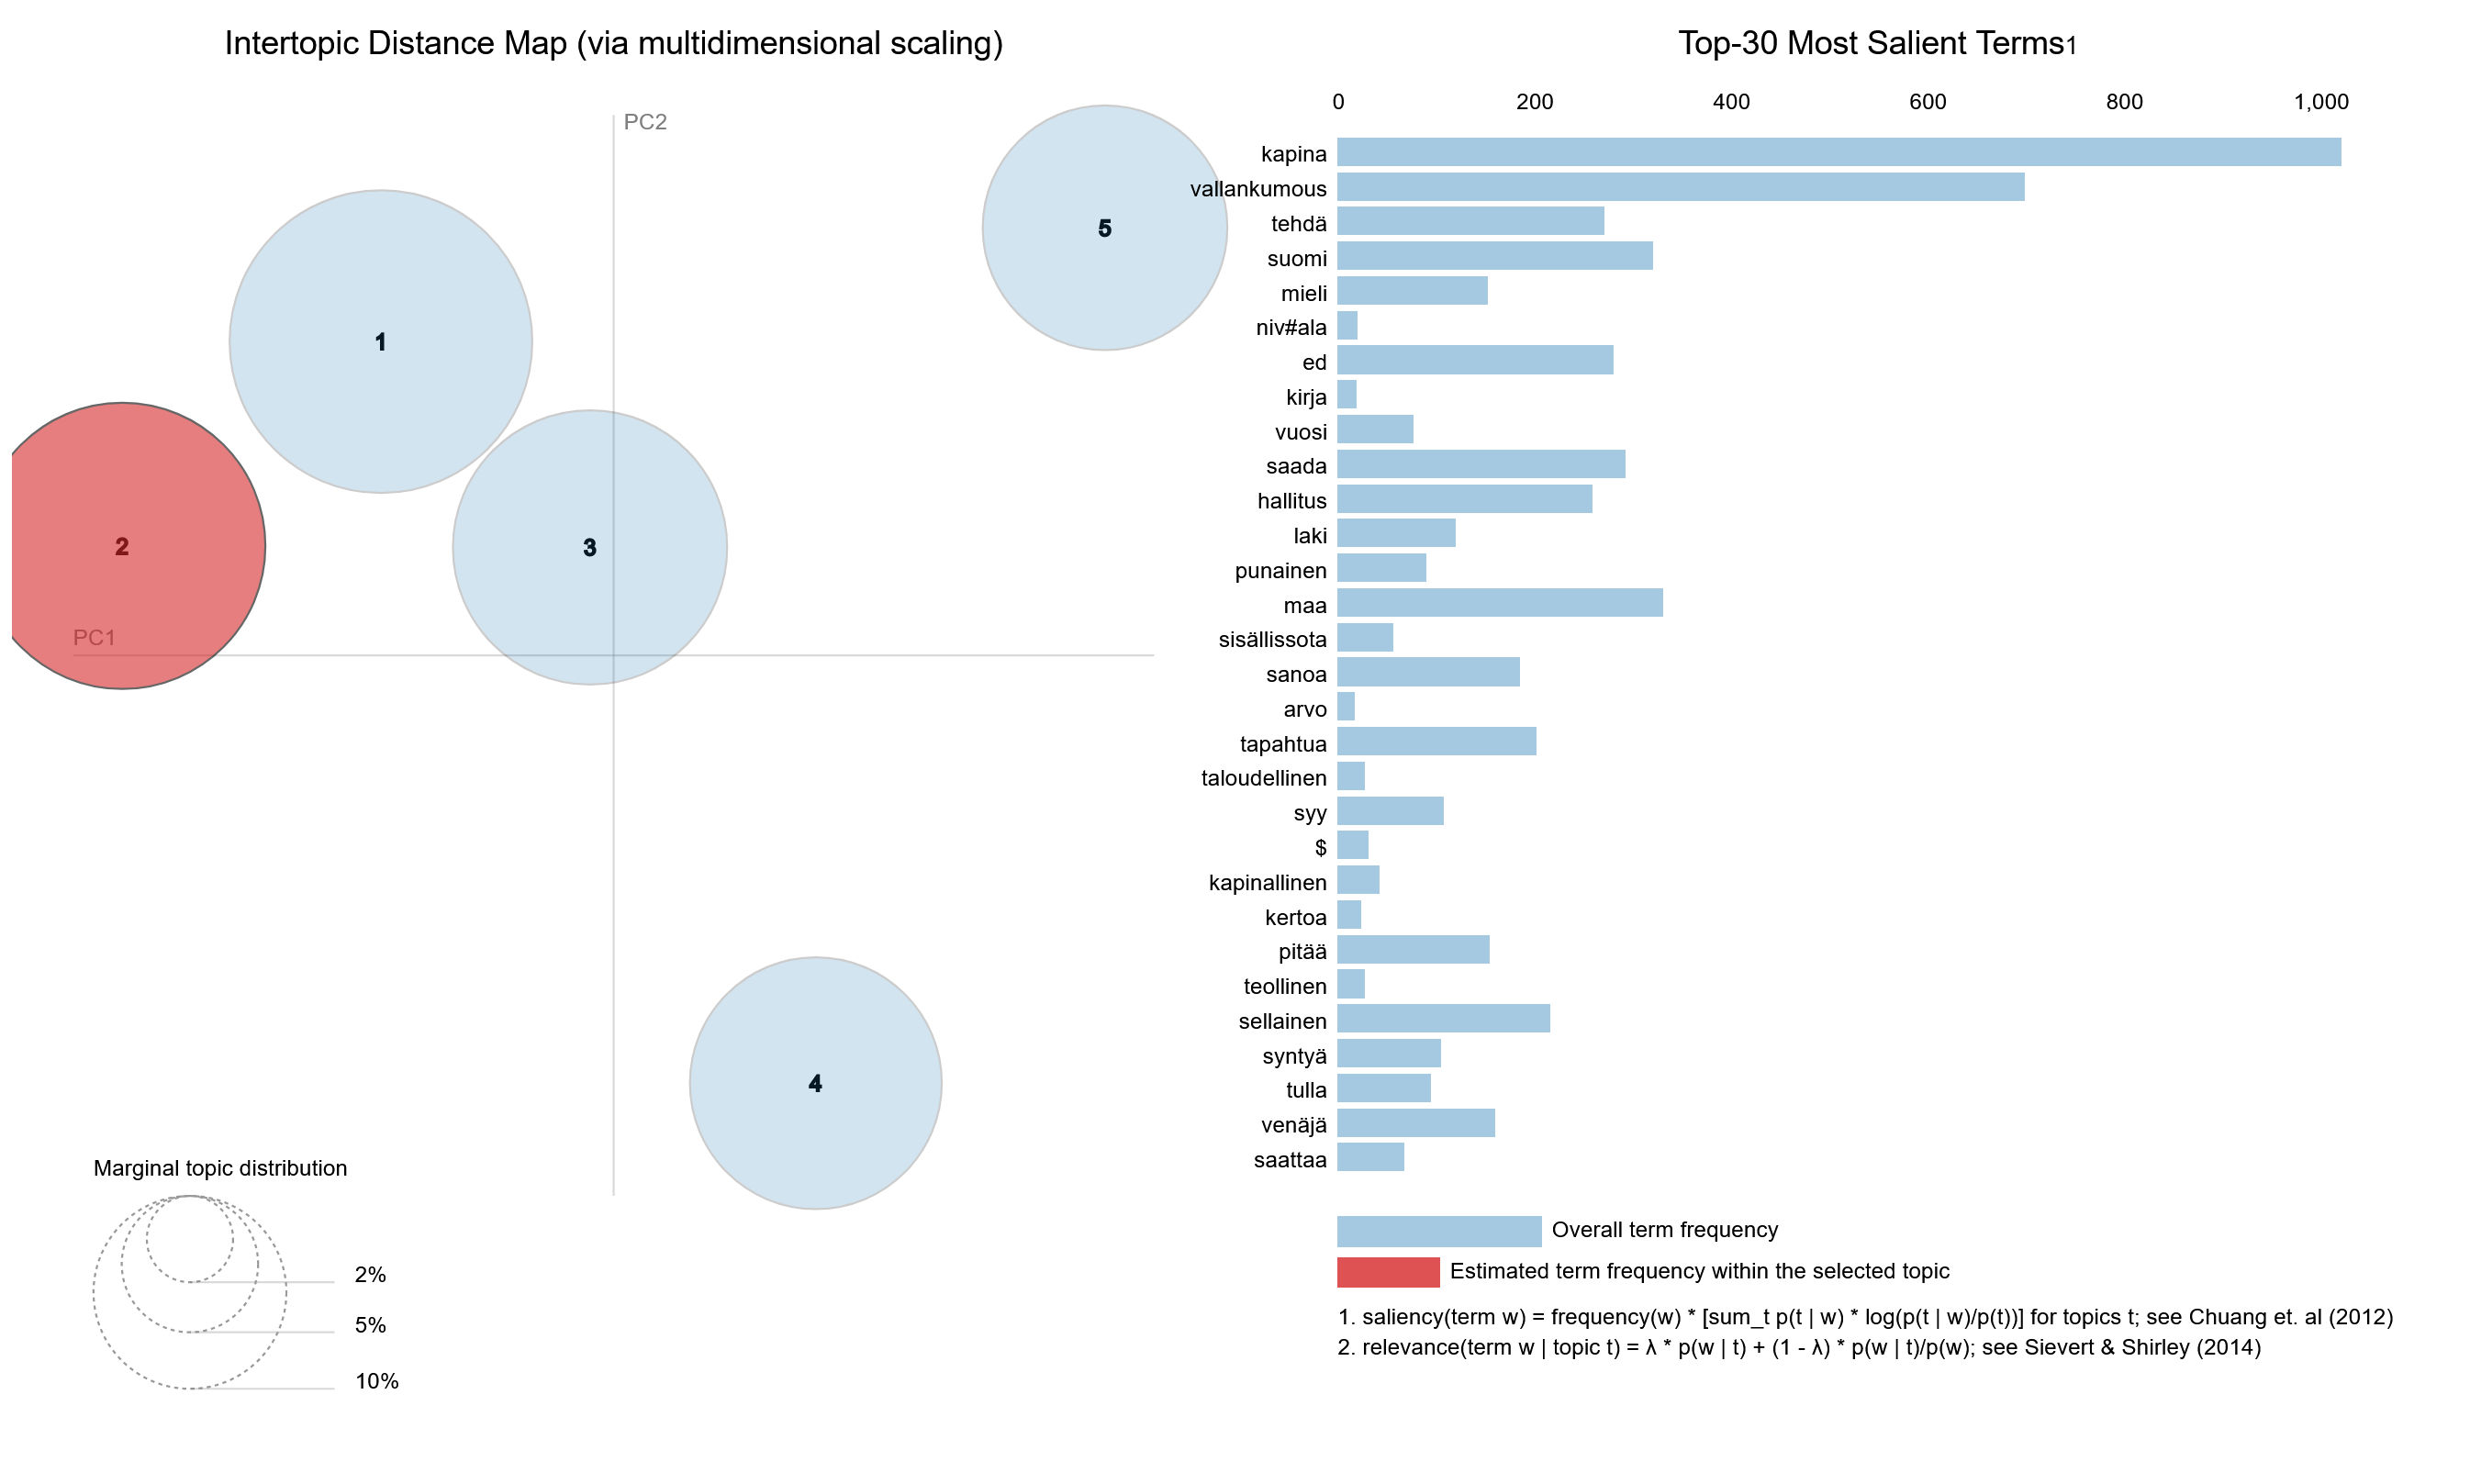 Intertopic Distance Map (via multidimensional scaling)
PC2
PC1
1
2
3
4
5
Marginal topic distribution
2%
5%
10%
Top-30 Most Salient Terms1
0 200 400 600 800 1,000
kapina
vallankumous
tehdä
suomi
mieli
niv#ala
ed
kirja
vuosi
saada
hallitus
laki
punainen
maa
sisällissota
sanoa
arvo
tapahtua
taloudellinen
syy
$
kapinallinen
kertoa
pitää
teollinen
sellainen
syntyä
tulla
venäjä
saattaa
Overall term frequency
Estimated term frequency within the selected topic
1. saliency(term w) = frequency(w) * [sum_t p(t | w) * log(p(t | w)/p(t))] for topics t; see Chuang et. al (2012)
2. relevance(term w | topic t) = λ * p(w | t) + (1 - λ) * p(w | t)/p(w); see Sievert & Shirley (2014)